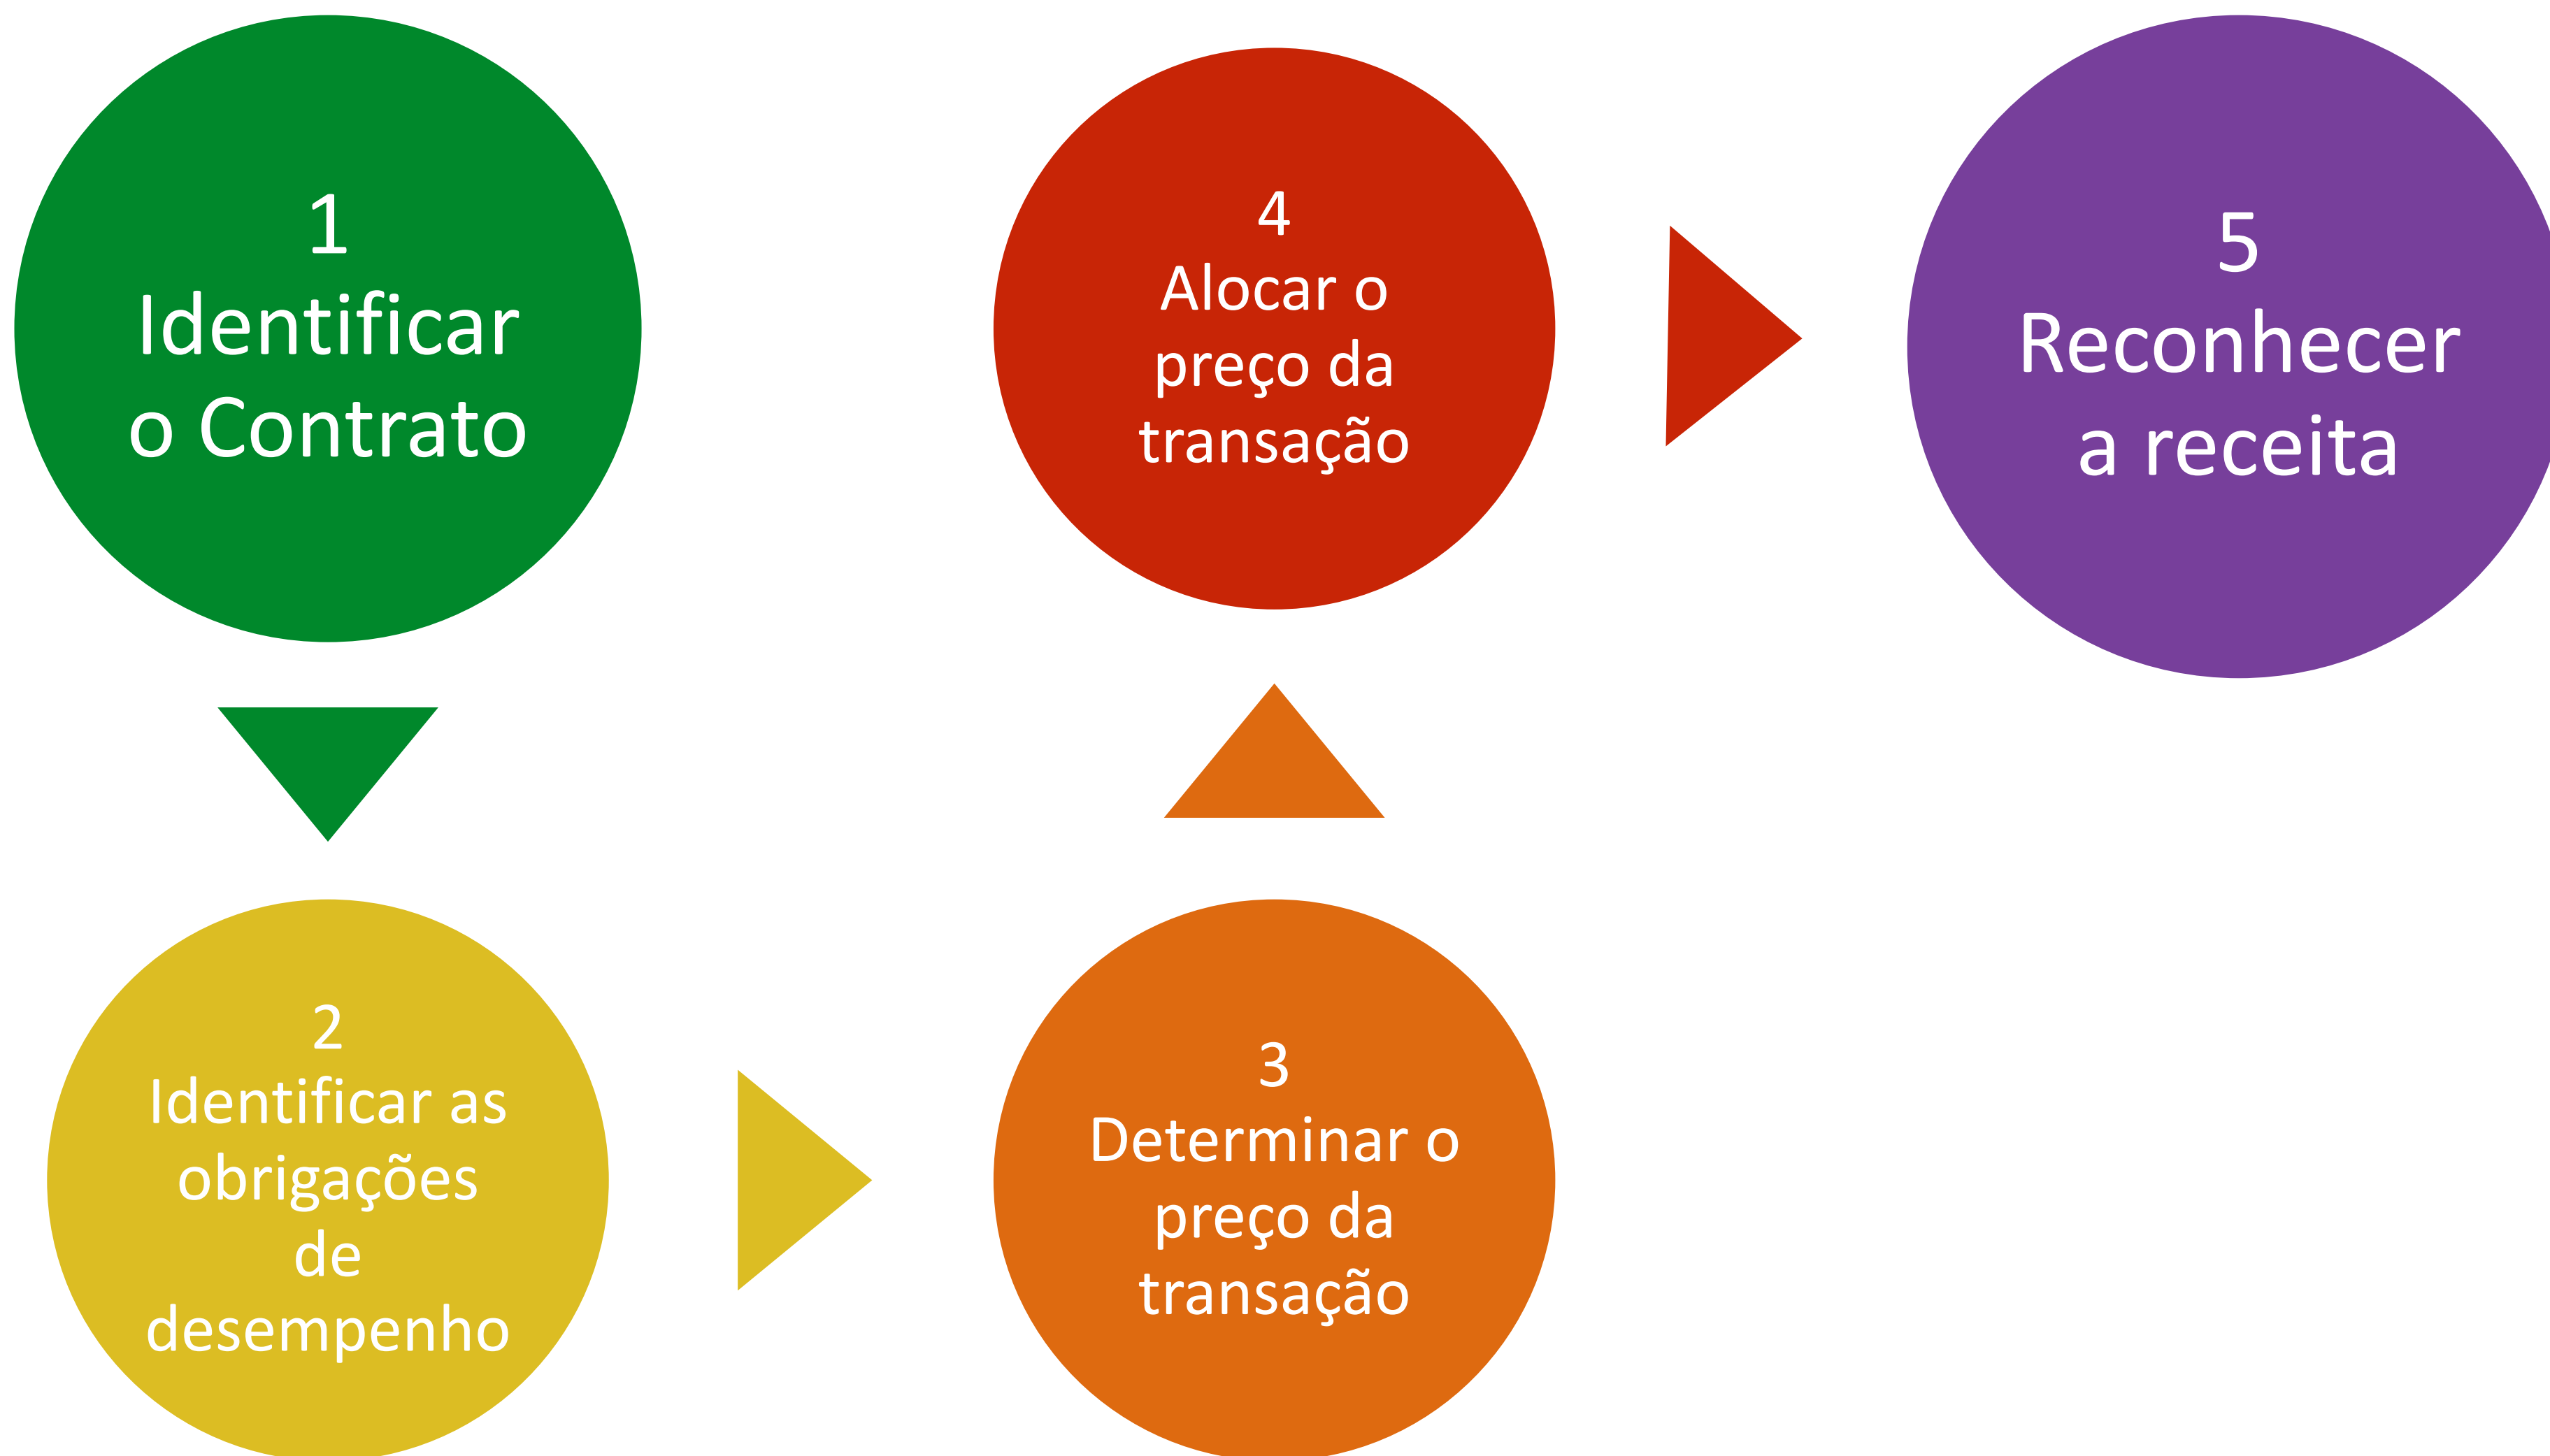 1
Identificar
o Contrato
2
Identificar as
obrigações
de
desempenho
3
Determinar o
preço da
transação
4
Alocar o
preço da
transação
5
Reconhecer
a receita